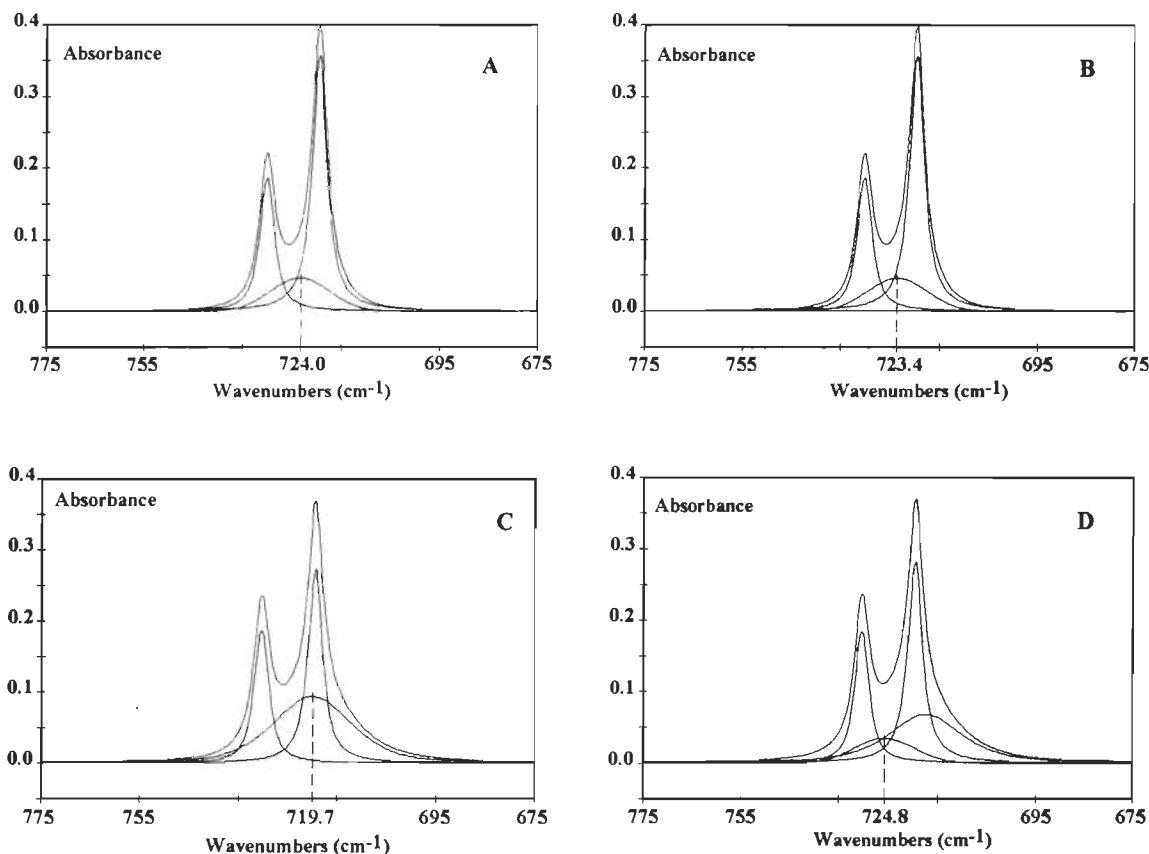 0.4
Absorbance
A
0.3
0.2
0.1
0.0
775 755 724.0 695 675
Wavenumbers (cm-1)
0.4
Absorbance
B
0.3
0.2
0.1
0.0
775 755 723.4 695 675
Wavenumbers (cm-1)
0.4
Absorbance
C
0.3
0.2
0.1
0.0
775 755 719.7 695 675
Wavenumbers (cm-1)
0.4
Absorbance
D
0.3
0.2
0.1
0.0
775 755 724.8 695 675
Wavenumbers (cm-1)